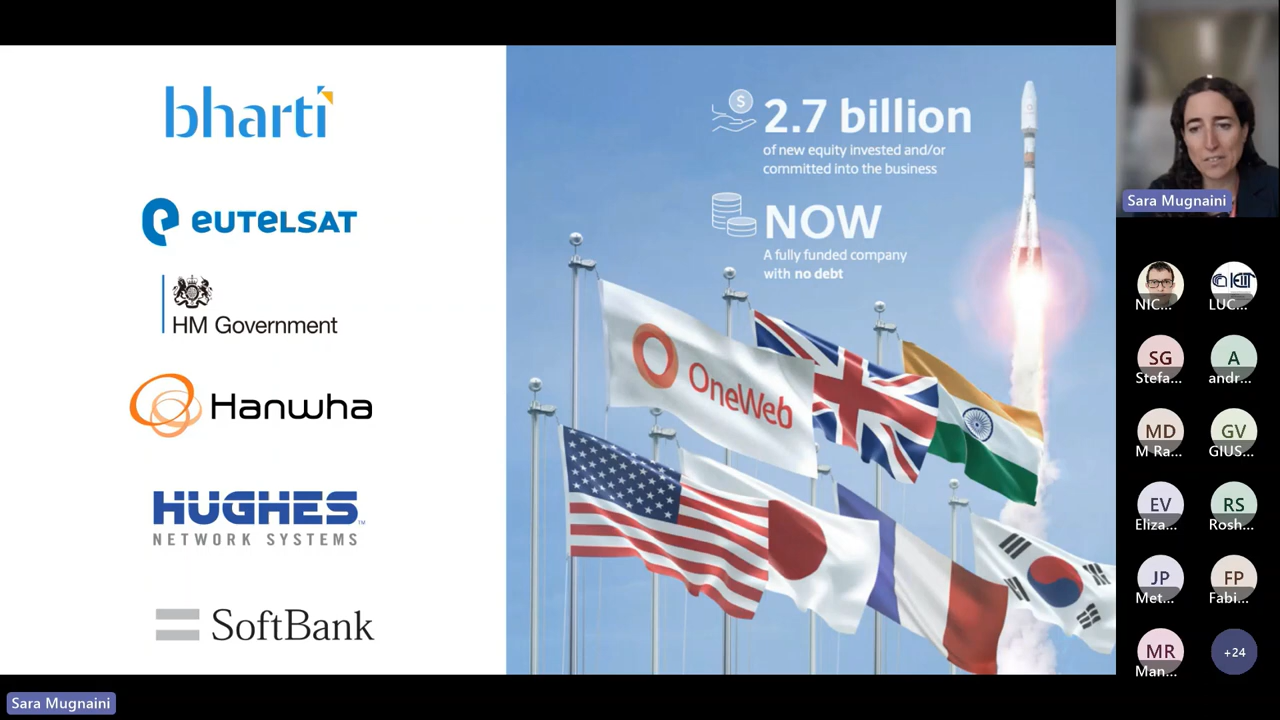 bharti
eutelsat
HM Government
Hanwha
HUGHES™
NETWORK SYSTEMS
SoftBank
$
2.7 billion
of new equity invested and/or
committed into the business
NOW
A fully funded company
with no debt
OneWeb
Sara Mugnaini
NIC...
LUC...
SG
Stefa...
A
andr...
MD
M Ra...
GV
GIUS...
EV
Eliza...
RS
Rosh...
JP
Met...
FP
Fabi...
MR
Man...
+24
Sara Mugnaini